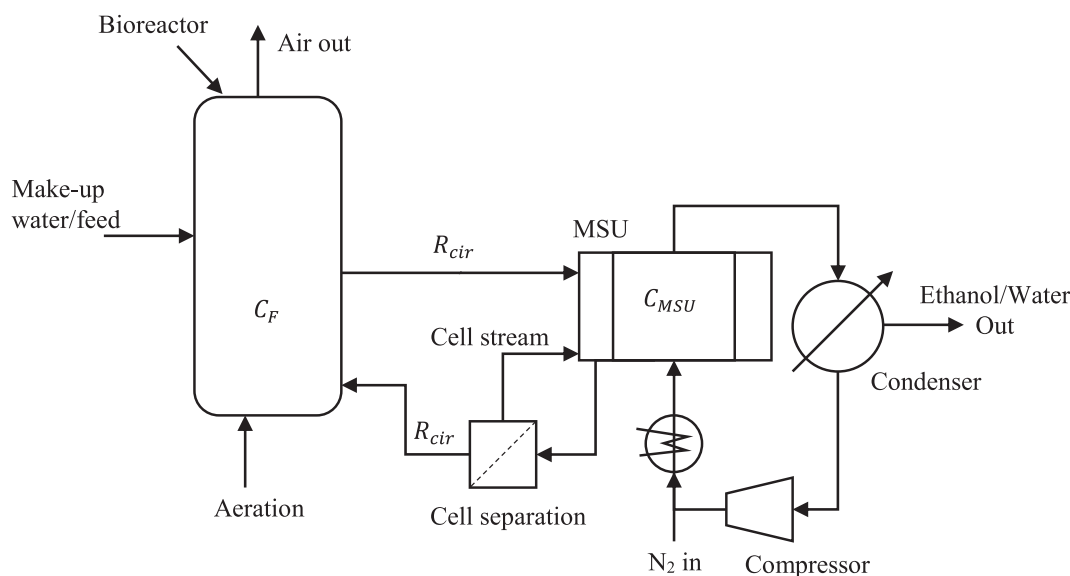 Bioreactor
Air out
Make-up
water/feed
MSU
R_cir
C_F
C_MSU
Ethanol/Water
Out
Cell stream
Condenser
R_cir
Aeration
Cell separation
N₂ in
Compressor